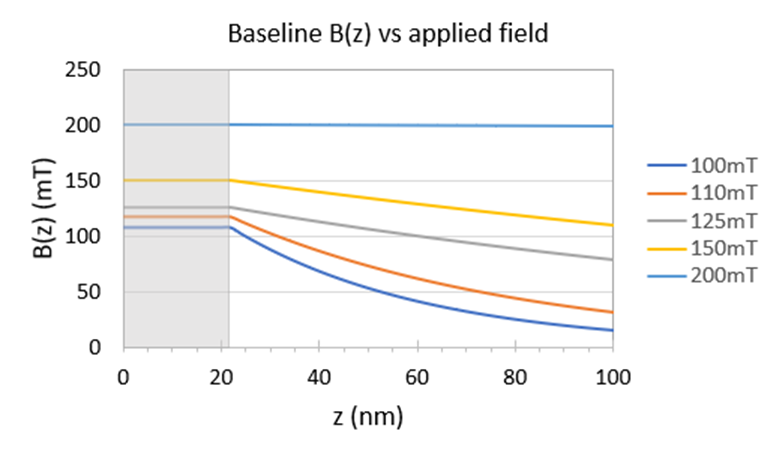 Baseline B(z) vs applied field
250
200
150
100
50
0
B(z) (mT)
0 20 40 60 80 100
z (nm)
100mT
110mT
125mT
150mT
200mT